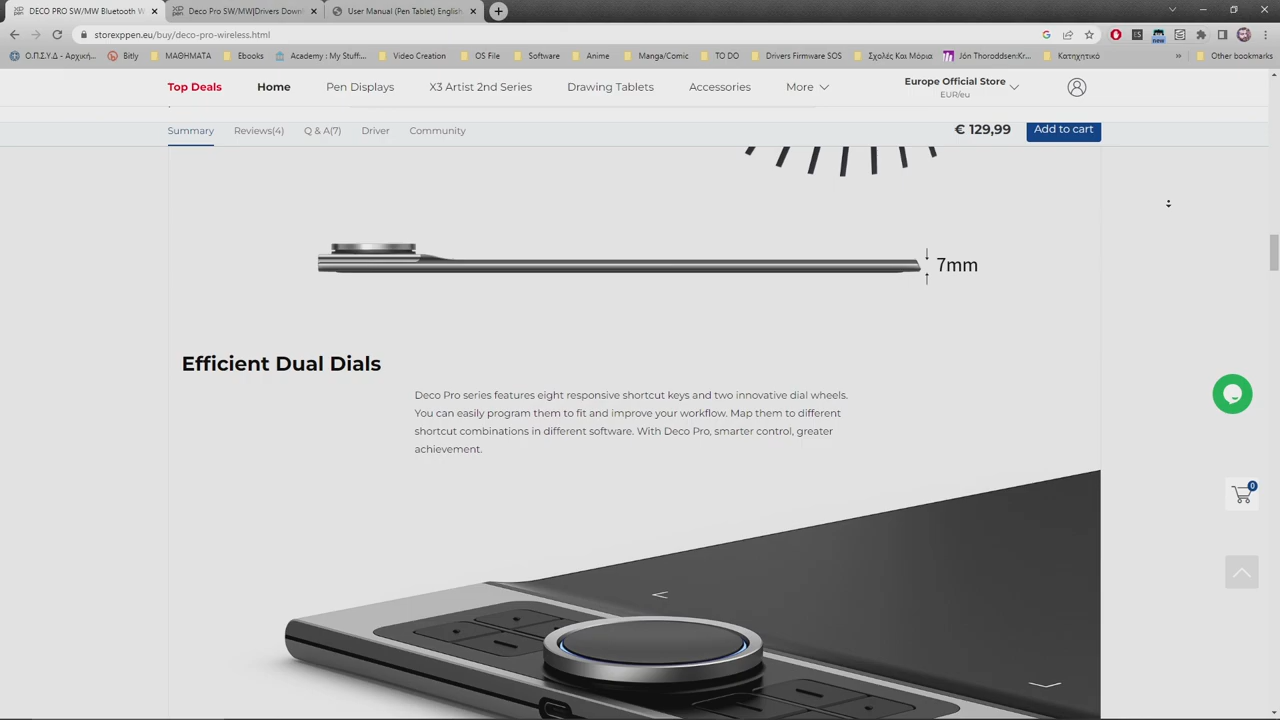 DECO PRO SW/MW Bluetooth W
Deco Pro SW/MW|Drivers Down
User Manual (Pen Tablet) English
storexppen.eu/buy/deco-pro-wireless.html
Ο.Π.ΣΥ.Δ - Αρχική...
Bitly
ΜΑΘΗΜΑΤΑ
Ebooks
Academy : My Stuff:...
Video Creation
OS File
Software
Anime
Manga/Comic
TO DO
Drivers Firmware SOS
Σχολές Και Μόρια
Jón Thoroddsen:Kr...
Κατηχητικό
»
Other bookmarks
Top Deals
Home
Pen Displays
X3 Artist 2nd Series
Drawing Tablets
Accessories
More
Europe Official Store
EUR/eu
Summary
Reviews(4)
Q & A(7)
Driver
Community
€ 129,99
Add to cart
7mm
Efficient Dual Dials
Deco Pro series features eight responsive shortcut keys and two innovative dial wheels.
You can easily program them to fit and improve your workflow. Map them to different
shortcut combinations in different software. With Deco Pro, smarter control, greater
achievement.
0